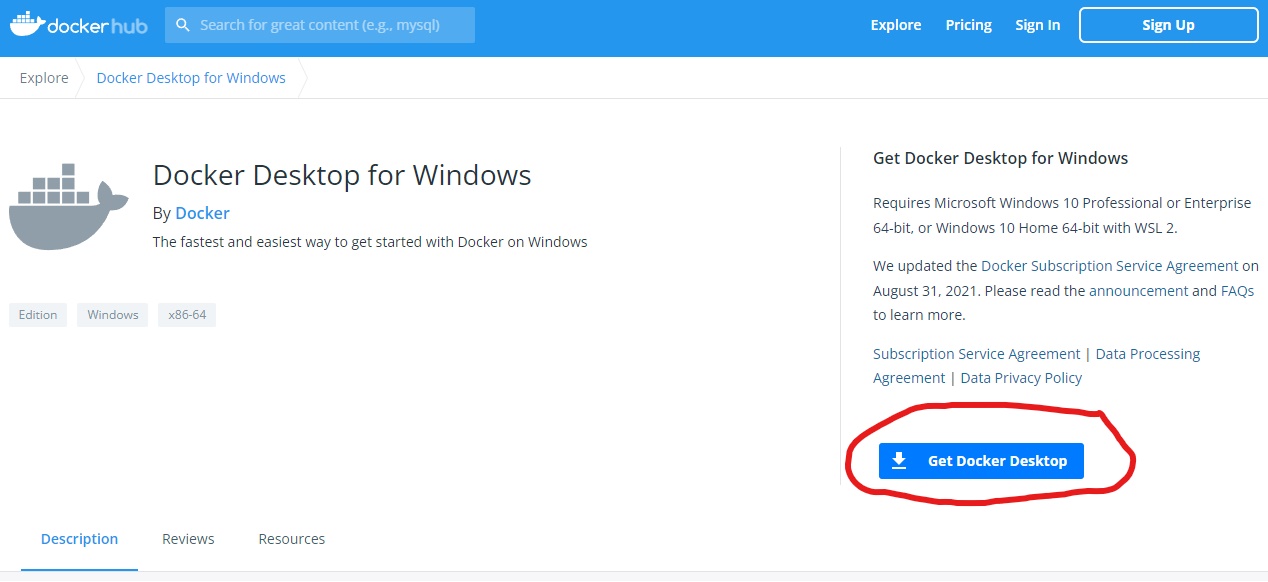 dockerhub
Search for great content (e.g., mysql)
Explore
Pricing
Sign In
Sign Up
Explore
Docker Desktop for Windows
Docker Desktop for Windows
By Docker
The fastest and easiest way to get started with Docker on Windows
Edition
Windows
x86-64
Get Docker Desktop for Windows
Requires Microsoft Windows 10 Professional or Enterprise
64-bit, or Windows 10 Home 64-bit with WSL 2.
We updated the Docker Subscription Service Agreement on
August 31, 2021. Please read the announcement and FAQs
to learn more.
Subscription Service Agreement | Data Processing
Agreement | Data Privacy Policy
Get Docker Desktop
Description
Reviews
Resources